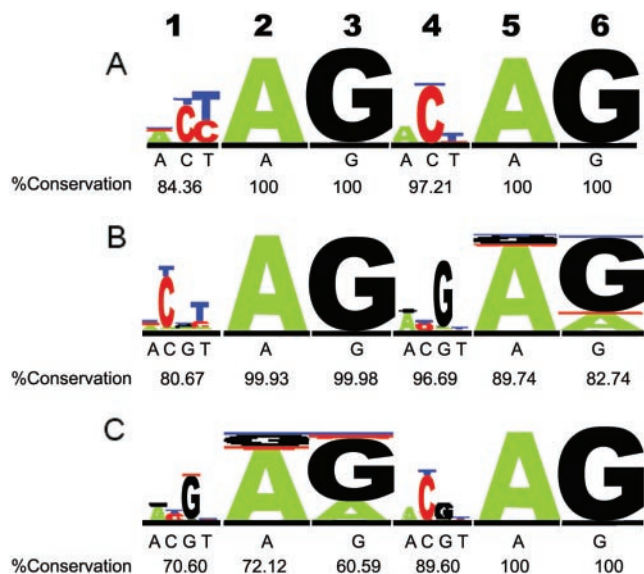 1 2 3 4 5 6
A
A C T A G A C T A G
%Conservation 84.36 100 100 97.21 100 100
B
A C G T A G A C G T A G
%Conservation 80.67 99.93 99.98 96.69 89.74 82.74
C
A C G T A G A C G T A G
%Conservation 70.60 72.12 60.59 89.60 100 100